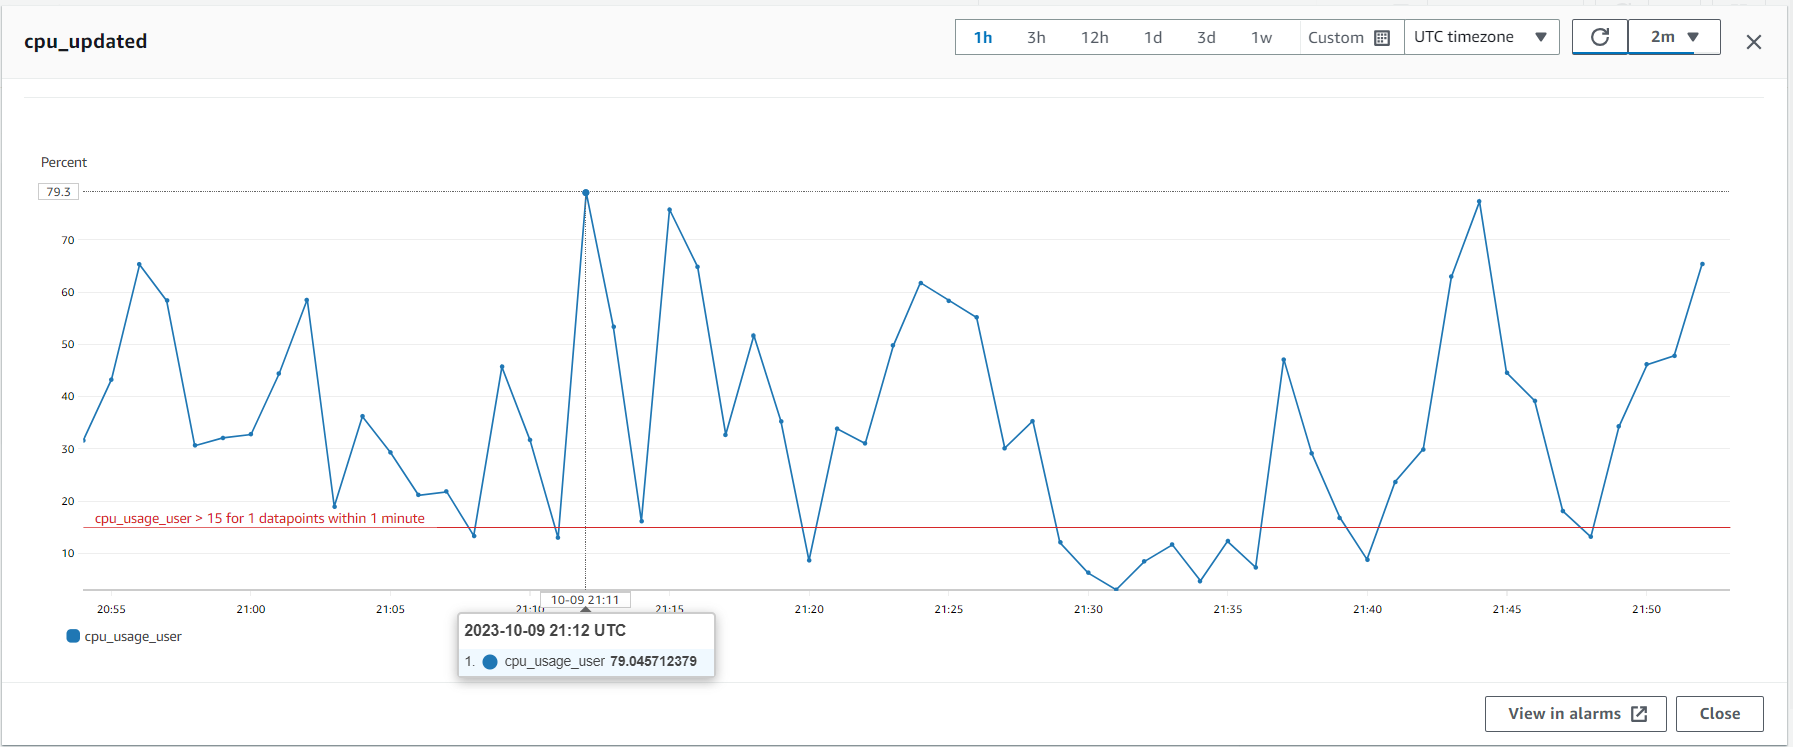 cpu_updated
1h 3h 12h 1d 3d 1w Custom UTC timezone 2m
Percent
79.3
70
60
50
40
30
20
cpu_usage_user > 15 for 1 datapoints within 1 minute
10
20:55 21:00 21:05 21:10 10-09 21:11 21:15 21:20 21:25 21:30 21:35 21:40 21:45 21:50
cpu_usage_user
2023-10-09 21:12 UTC
1. cpu_usage_user 79.045712379
View in alarms Close